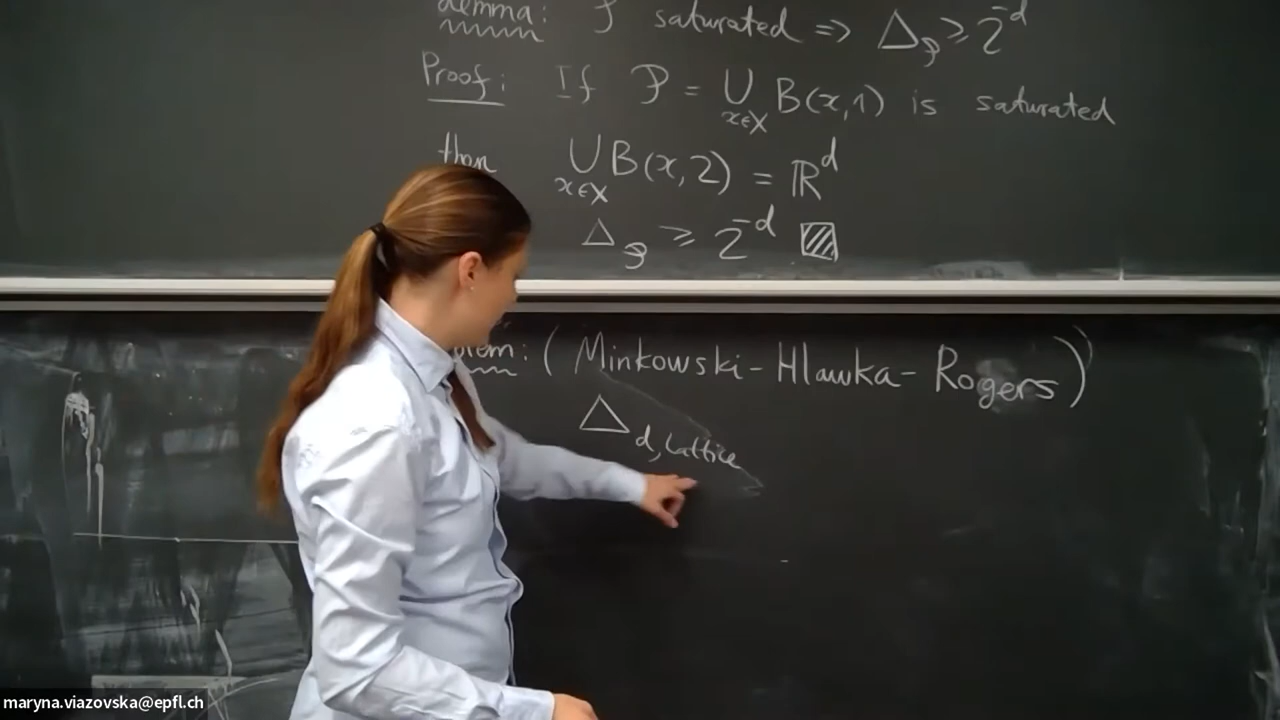 Lemma: P saturated => Δ_P ≥ 2^{-d}
Proof: If P = ⋃_{x∈X} B(x,1) is saturated
then ⋃_{x∈X} B(x,2) = ℝ^d
Δ_P ≥ 2^{-d} ▨
(Minkowski-Hlawka-Rogers)
Δ_{d, lattice}
maryna.viazovska@epfl.ch